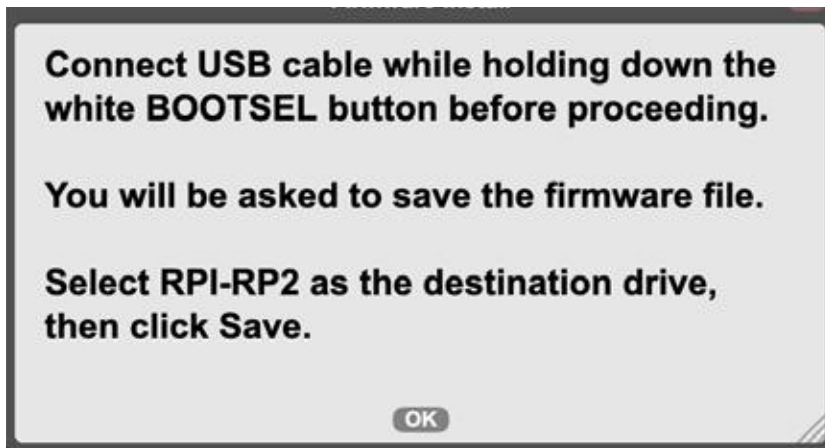 Connect USB cable while holding down the
white BOOTSEL button before proceeding.
You will be asked to save the firmware file.
Select RPI-RP2 as the destination drive,
then click Save.
OK